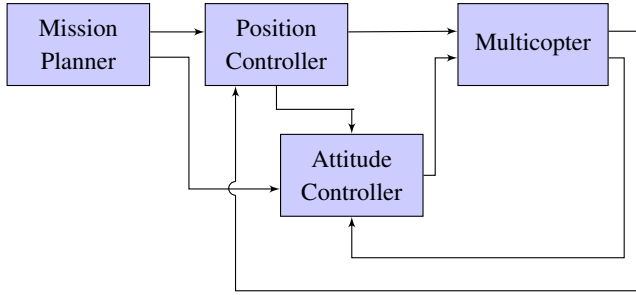 Mission
Planner
Position
Controller
Multicopter
Attitude
Controller